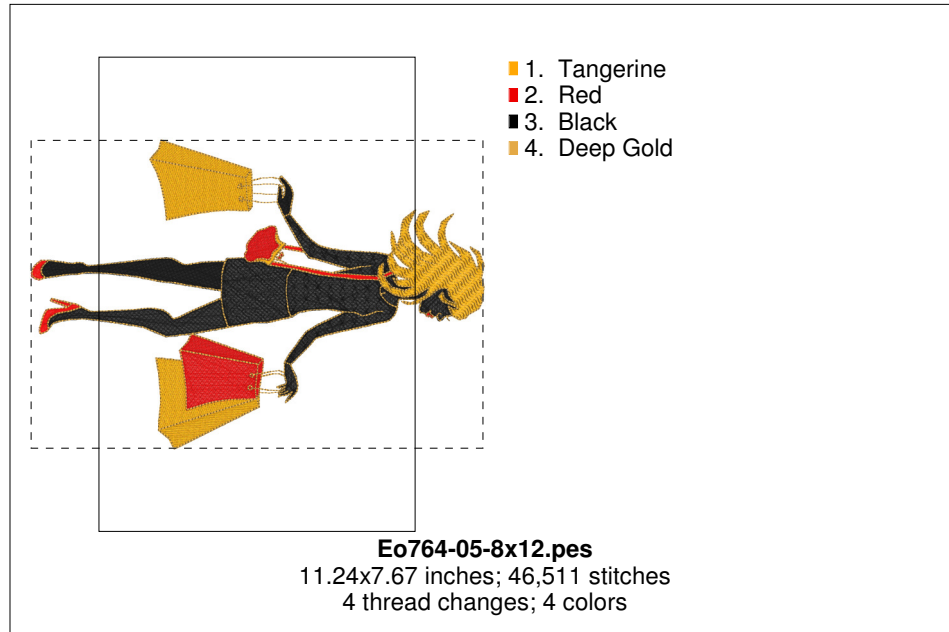 1. Tangerine
2. Red
3. Black
4. Deep Gold
Eo764-05-8x12.pes
11.24x7.67 inches; 46,511 stitches
4 thread changes; 4 colors